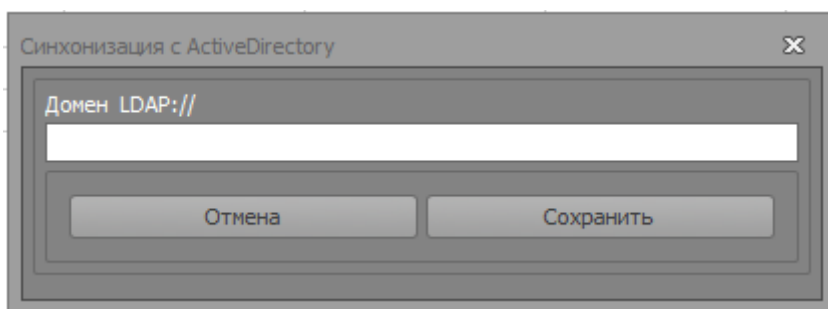 Синхонизация с ActiveDirectory
Домен LDAP://
Отмена
Сохранить